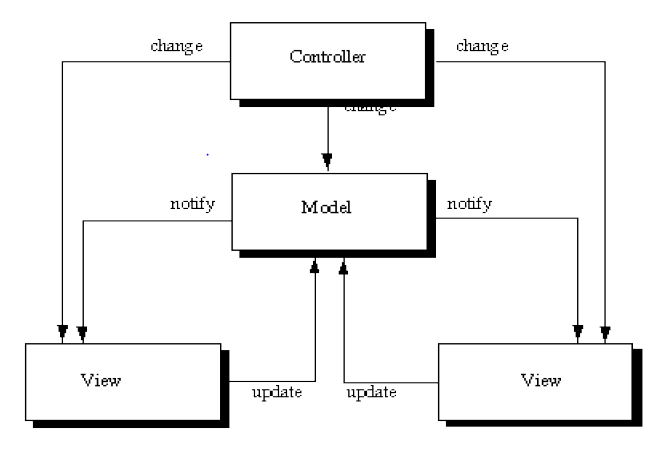 change
Controller
change
change
notify
Model
notify
View
update
update
View